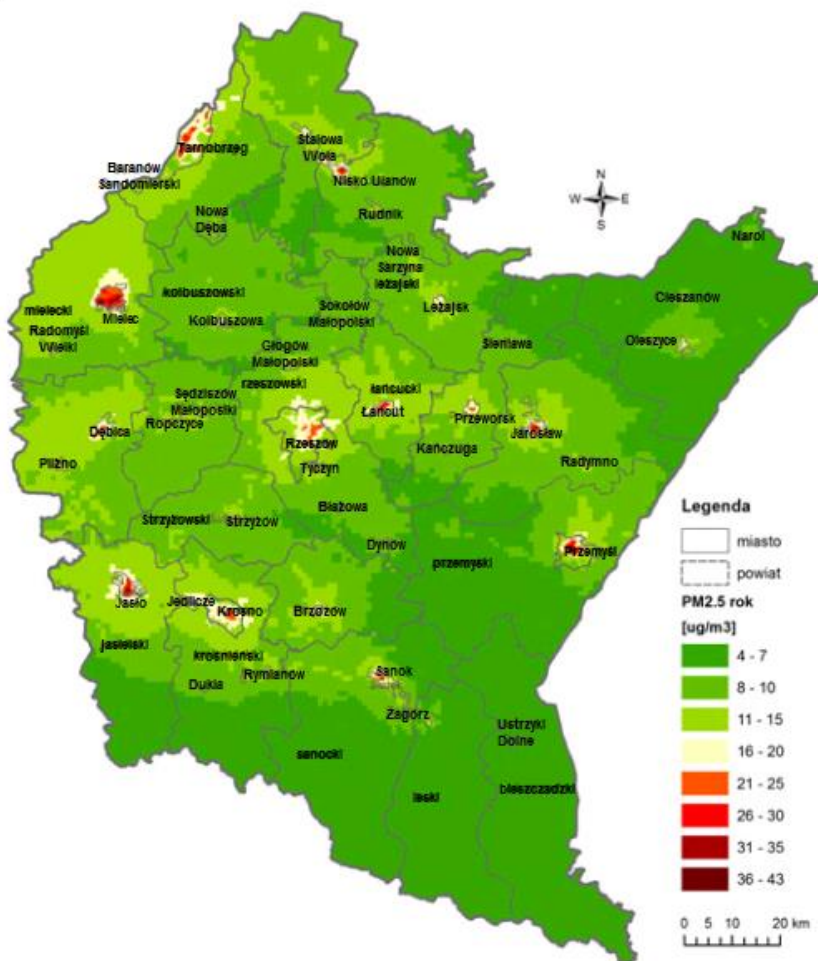 Tarnobrzeg
Stalowa
Wola
Baranów
Sandomierski
Nisko Ulanów
Nowa
Dęba
Rudnik
Narol
Nowa
Sarzyna
leżajski
Cieszanów
mielecki
Mielec
kolbuszowski
Kolbuszowa
Sokołów
Małopolski
Leżajsk
Radomyśl
Wielki
Głogów
Małopolski
Sieniawa
Oleszyce
rzeszowski
łańcucki
Łańcut
Sędziszów
Małopolski
Ropczyce
Dębica
Pilzno
Rzeszów
Tyczyn
Przeworsk
Jarosław
Kańczuga
Radymno
Błażowa
Strzyżowski
Strzyżów
Dynów
przemyski
Przemyśl
Jasło
Jedlicze
Krosno
Brzozów
jasielski
krośnieński
Rymianów
Dukla
Sanok
Zagórz
sanocki
leski
Ustrzyki
Dolne
bieszczadzki
N
W E
S
Legenda
miasto
powiat
PM2.5 rok
[ug/m3]
4 - 7
8 - 10
11 - 15
16 - 20
21 - 25
26 - 30
31 - 35
36 - 43
0 5 10 20 km